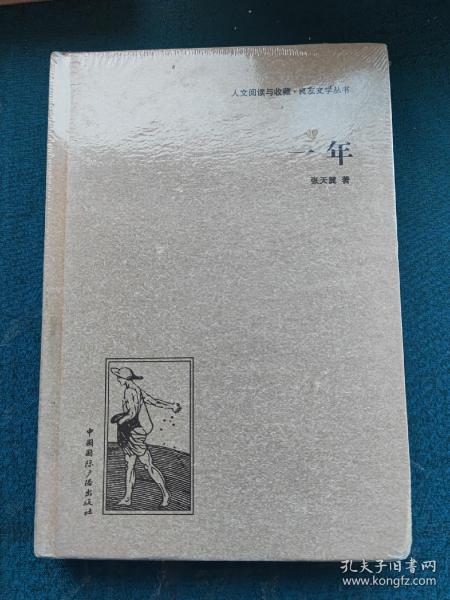 人文阅读与收藏·良友文学丛书
一年
张天翼 著
中国国际广播出版社
孔夫子旧书网
www.kongfz.com